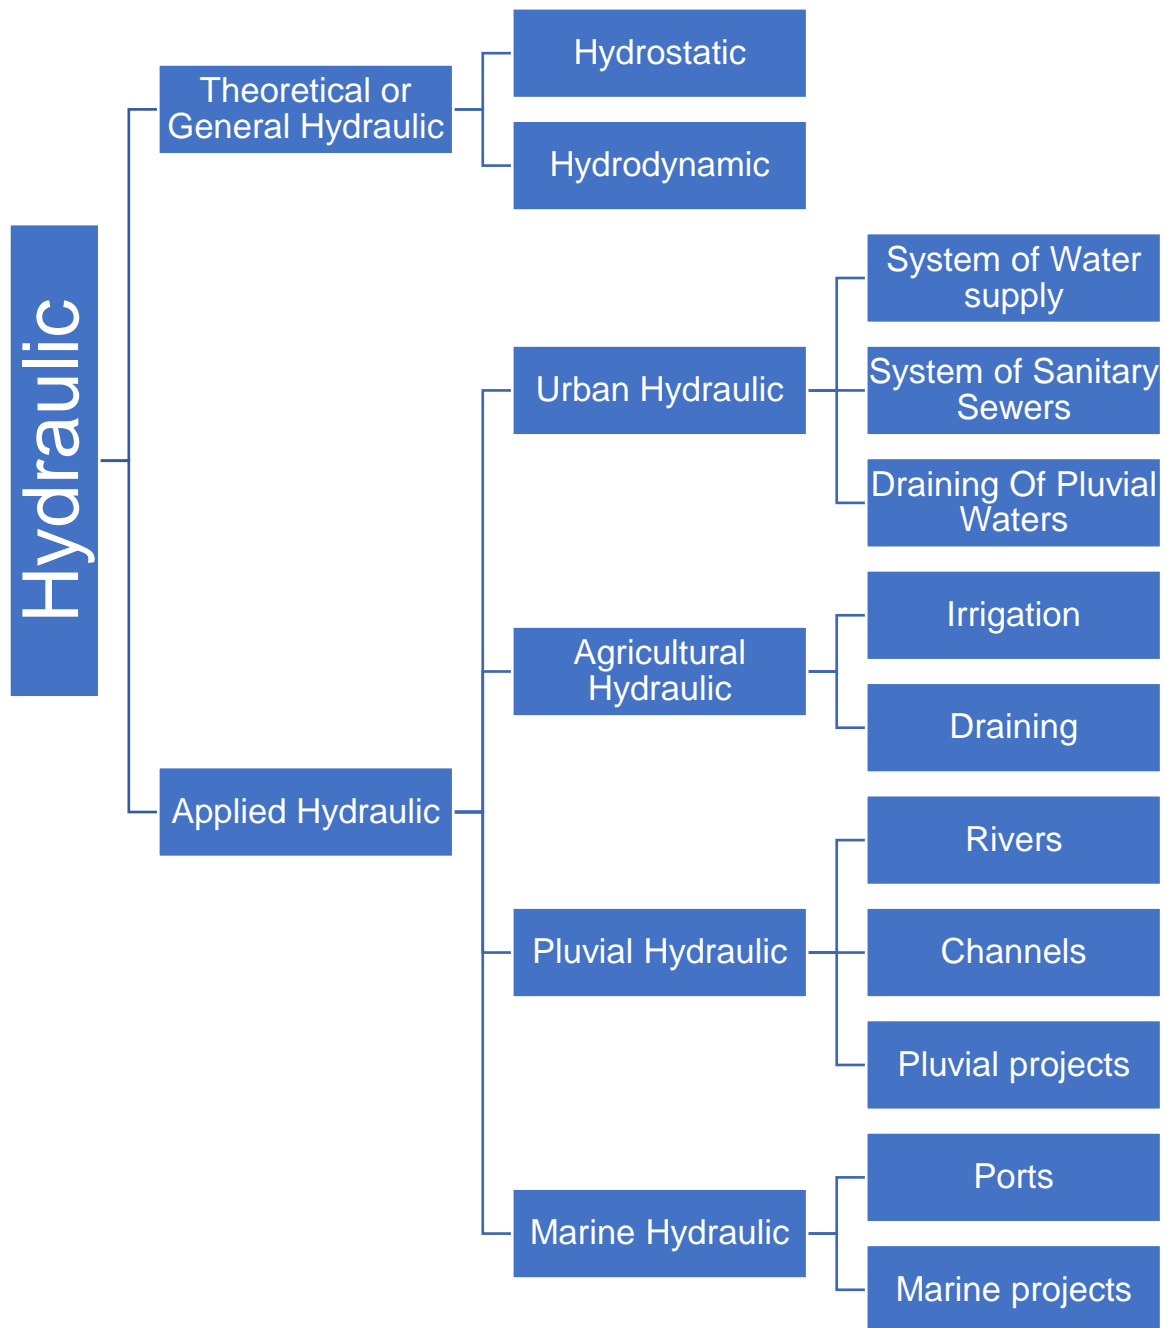 Hydraulic
Theoretical or
General Hydraulic
Hydrostatic
Hydrodynamic
Applied Hydraulic
Urban Hydraulic
System of Water
supply
System of Sanitary
Sewers
Draining Of Pluvial
Waters
Agricultural
Hydraulic
Irrigation
Draining
Pluvial Hydraulic
Rivers
Channels
Pluvial projects
Marine Hydraulic
Ports
Marine projects